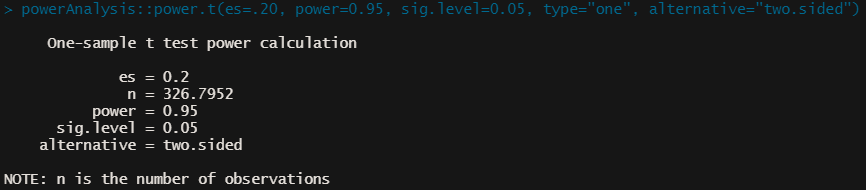 > powerAnalysis::power.t(es=.20, power=0.95, sig.level=0.05, type="one", alternative="two.sided")
One-sample t test power calculation
es = 0.2
n = 326.7952
power = 0.95
sig.level = 0.05
alternative = two.sided
NOTE: n is the number of observations